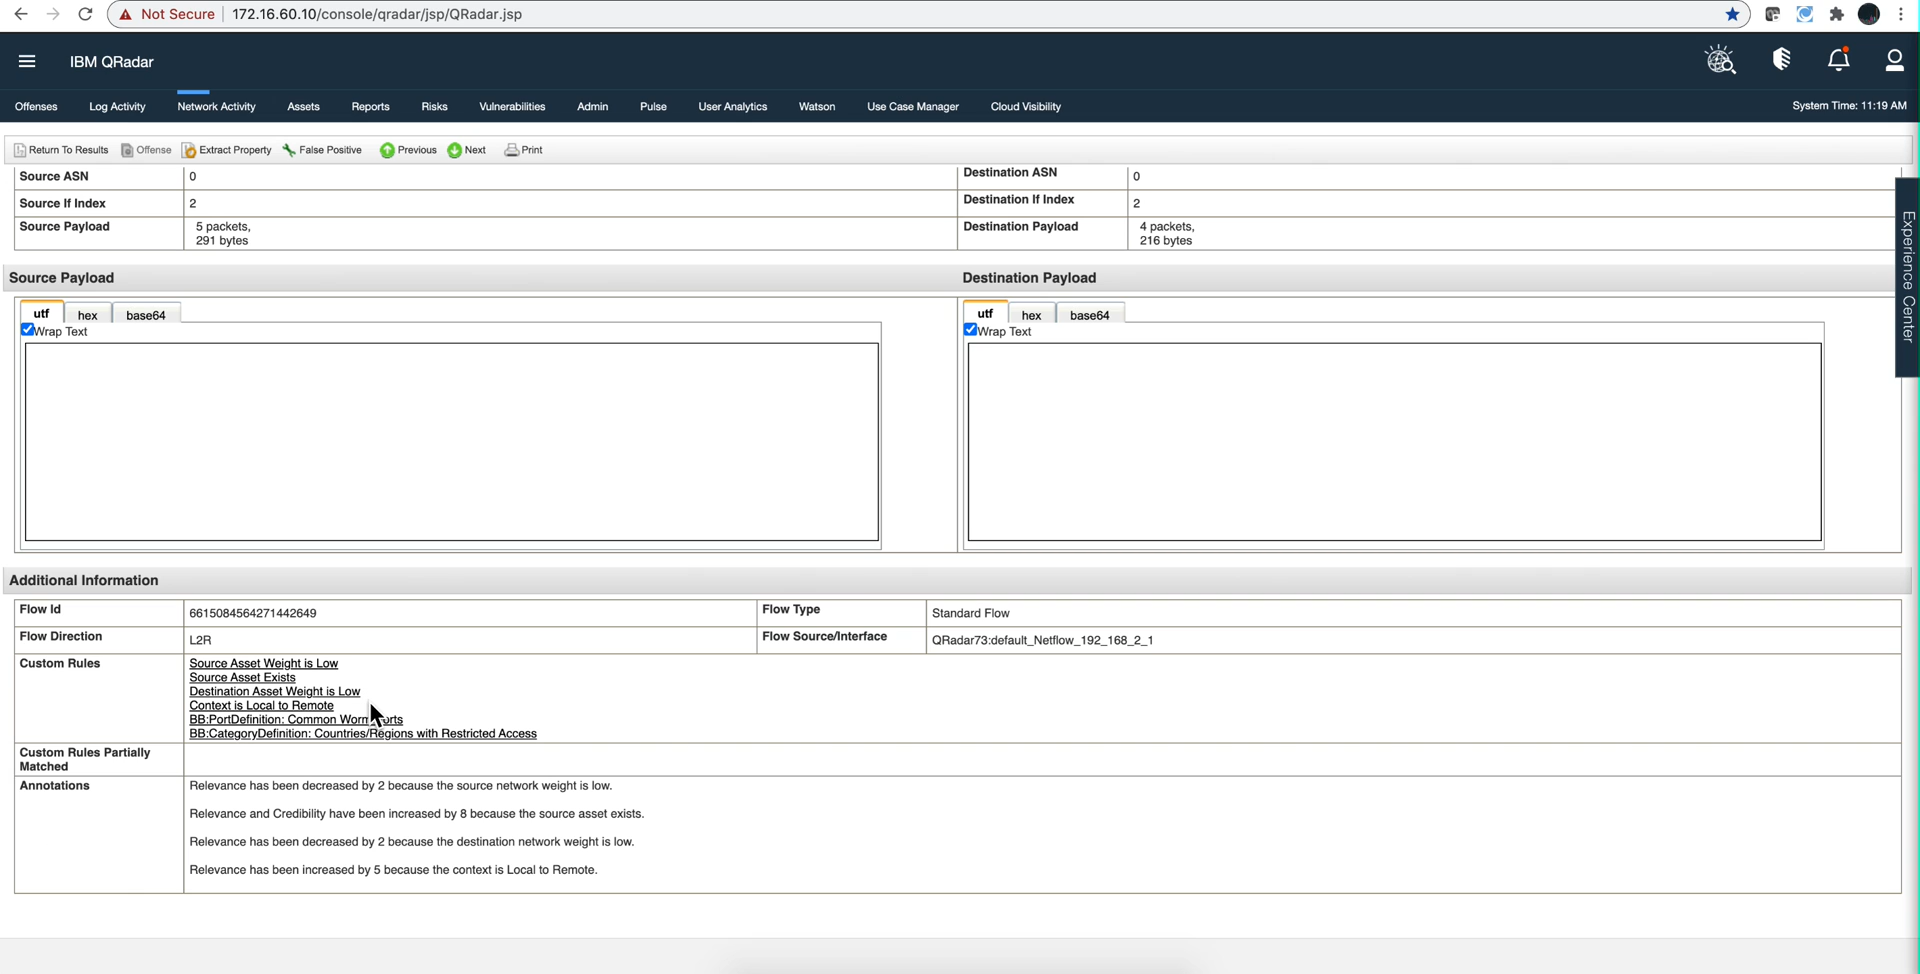 Not Secure 172.16.60.10/console/qradar/jsp/QRadar.jsp
IBM QRadar
Offenses Log Activity Network Activity Assets Reports Risks Vulnerabilities Admin Pulse User Analytics Watson Use Case Manager Cloud Visibility System Time: 11:19 AM
Return To Results Offense Extract Property False Positive Previous Next Print
Source ASN 0 Destination ASN 0
Source If Index 2 Destination If Index 2
Source Payload 5 packets, Destination Payload 4 packets,
291 bytes 216 bytes
Experience Center
Source Payload Destination Payload
utf hex base64 utf hex base64
Wrap Text Wrap Text
Additional Information
Flow Id 6615084564271442649 Flow Type Standard Flow
Flow Direction L2R Flow Source/Interface QRadar73:default_Netflow_192_168_2_1
Custom Rules Source Asset Weight is Low
Source Asset Exists
Destination Asset Weight is Low
Context is Local to Remote
BB:PortDefinition: Common Worm
BB:CategoryDefinition: Countries/Regions with Restricted Access
Custom Rules Partially
Matched
Annotations Relevance has been decreased by 2 because the source network weight is low.
Relevance and Credibility have been increased by 8 because the source asset exists.
Relevance has been decreased by 2 because the destination network weight is low.
Relevance has been increased by 5 because the context is Local to Remote.